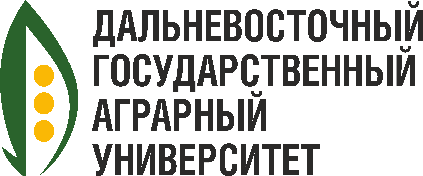 ДАЛЬНЕВОСТОЧНЫЙ
ГОСУДАРСТВЕННЫЙ
АГРАРНЫЙ
УНИВЕРСИТЕТ